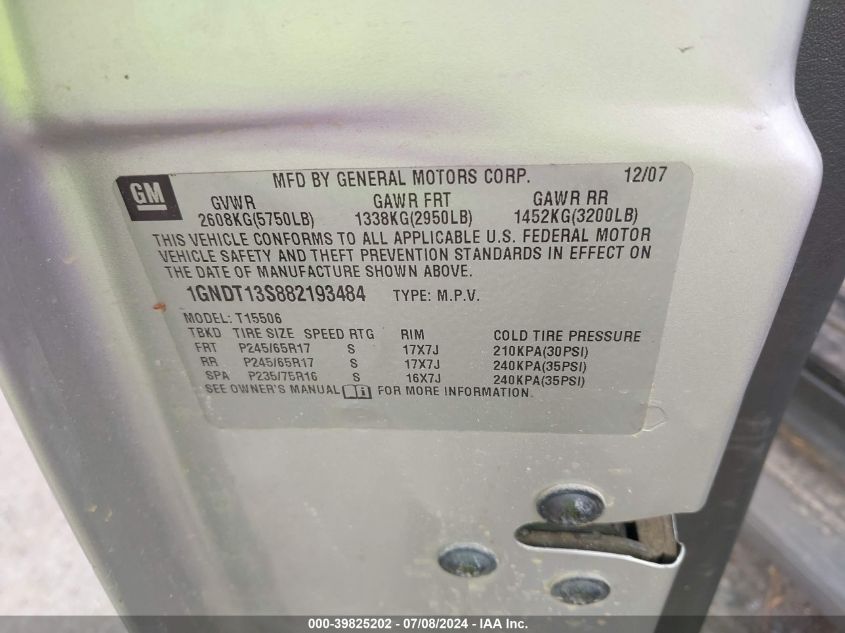 GM
MFD BY GENERAL MOTORS CORP. 12/07
GVWR GAWR FRT GAWR RR
2608KG(5750LB) 1338KG(2950LB) 1452KG(3200LB)
THIS VEHICLE CONFORMS TO ALL APPLICABLE U.S. FEDERAL MOTOR
VEHICLE SAFETY AND THEFT PREVENTION STANDARDS IN EFFECT ON
THE DATE OF MANUFACTURE SHOWN ABOVE.
1GNDT13S882193484 TYPE: M.P.V.
MODEL: T15506
TBKD TIRE SIZE SPEED RTG RIM COLD TIRE PRESSURE
FRT P245/65R17 S 17X7J 210KPA(30PSI)
RR P245/65R17 S 17X7J 240KPA(35PSI)
SPA P235/75R16 S 16X7J 240KPA(35PSI)
SEE OWNER'S MANUAL FOR MORE INFORMATION.
000-39825202 - 07/08/2024 - IAA Inc.